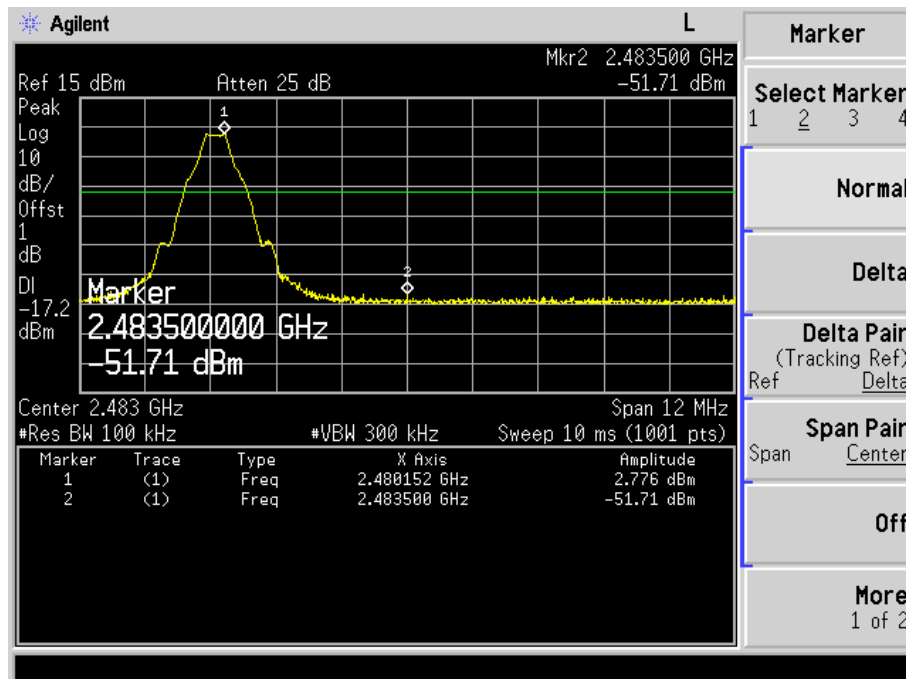 Agilent L
Mkr2 2.483500 GHz
Ref 15 dBm Atten 25 dB -51.71 dBm
Peak
Log
10
dB/
Offst
1
dB
DI
-17.2
dBm
1
2
Marker
2.483500000 GHz
-51.71 dBm
Center 2.483 GHz Span 12 MHz
#Res BW 100 kHz #VBW 300 kHz Sweep 10 ms (1001 pts)
Marker Trace Type X Axis Amplitude
1 (1) Freq 2.480152 GHz 2.776 dBm
2 (1) Freq 2.483500 GHz -51.71 dBm
Marker
Select Marker
1 2 3 4
Normal
Delta
Delta Pair
(Tracking Ref)
Ref Delta
Span Pair
Span Center
Off
More
1 of 2